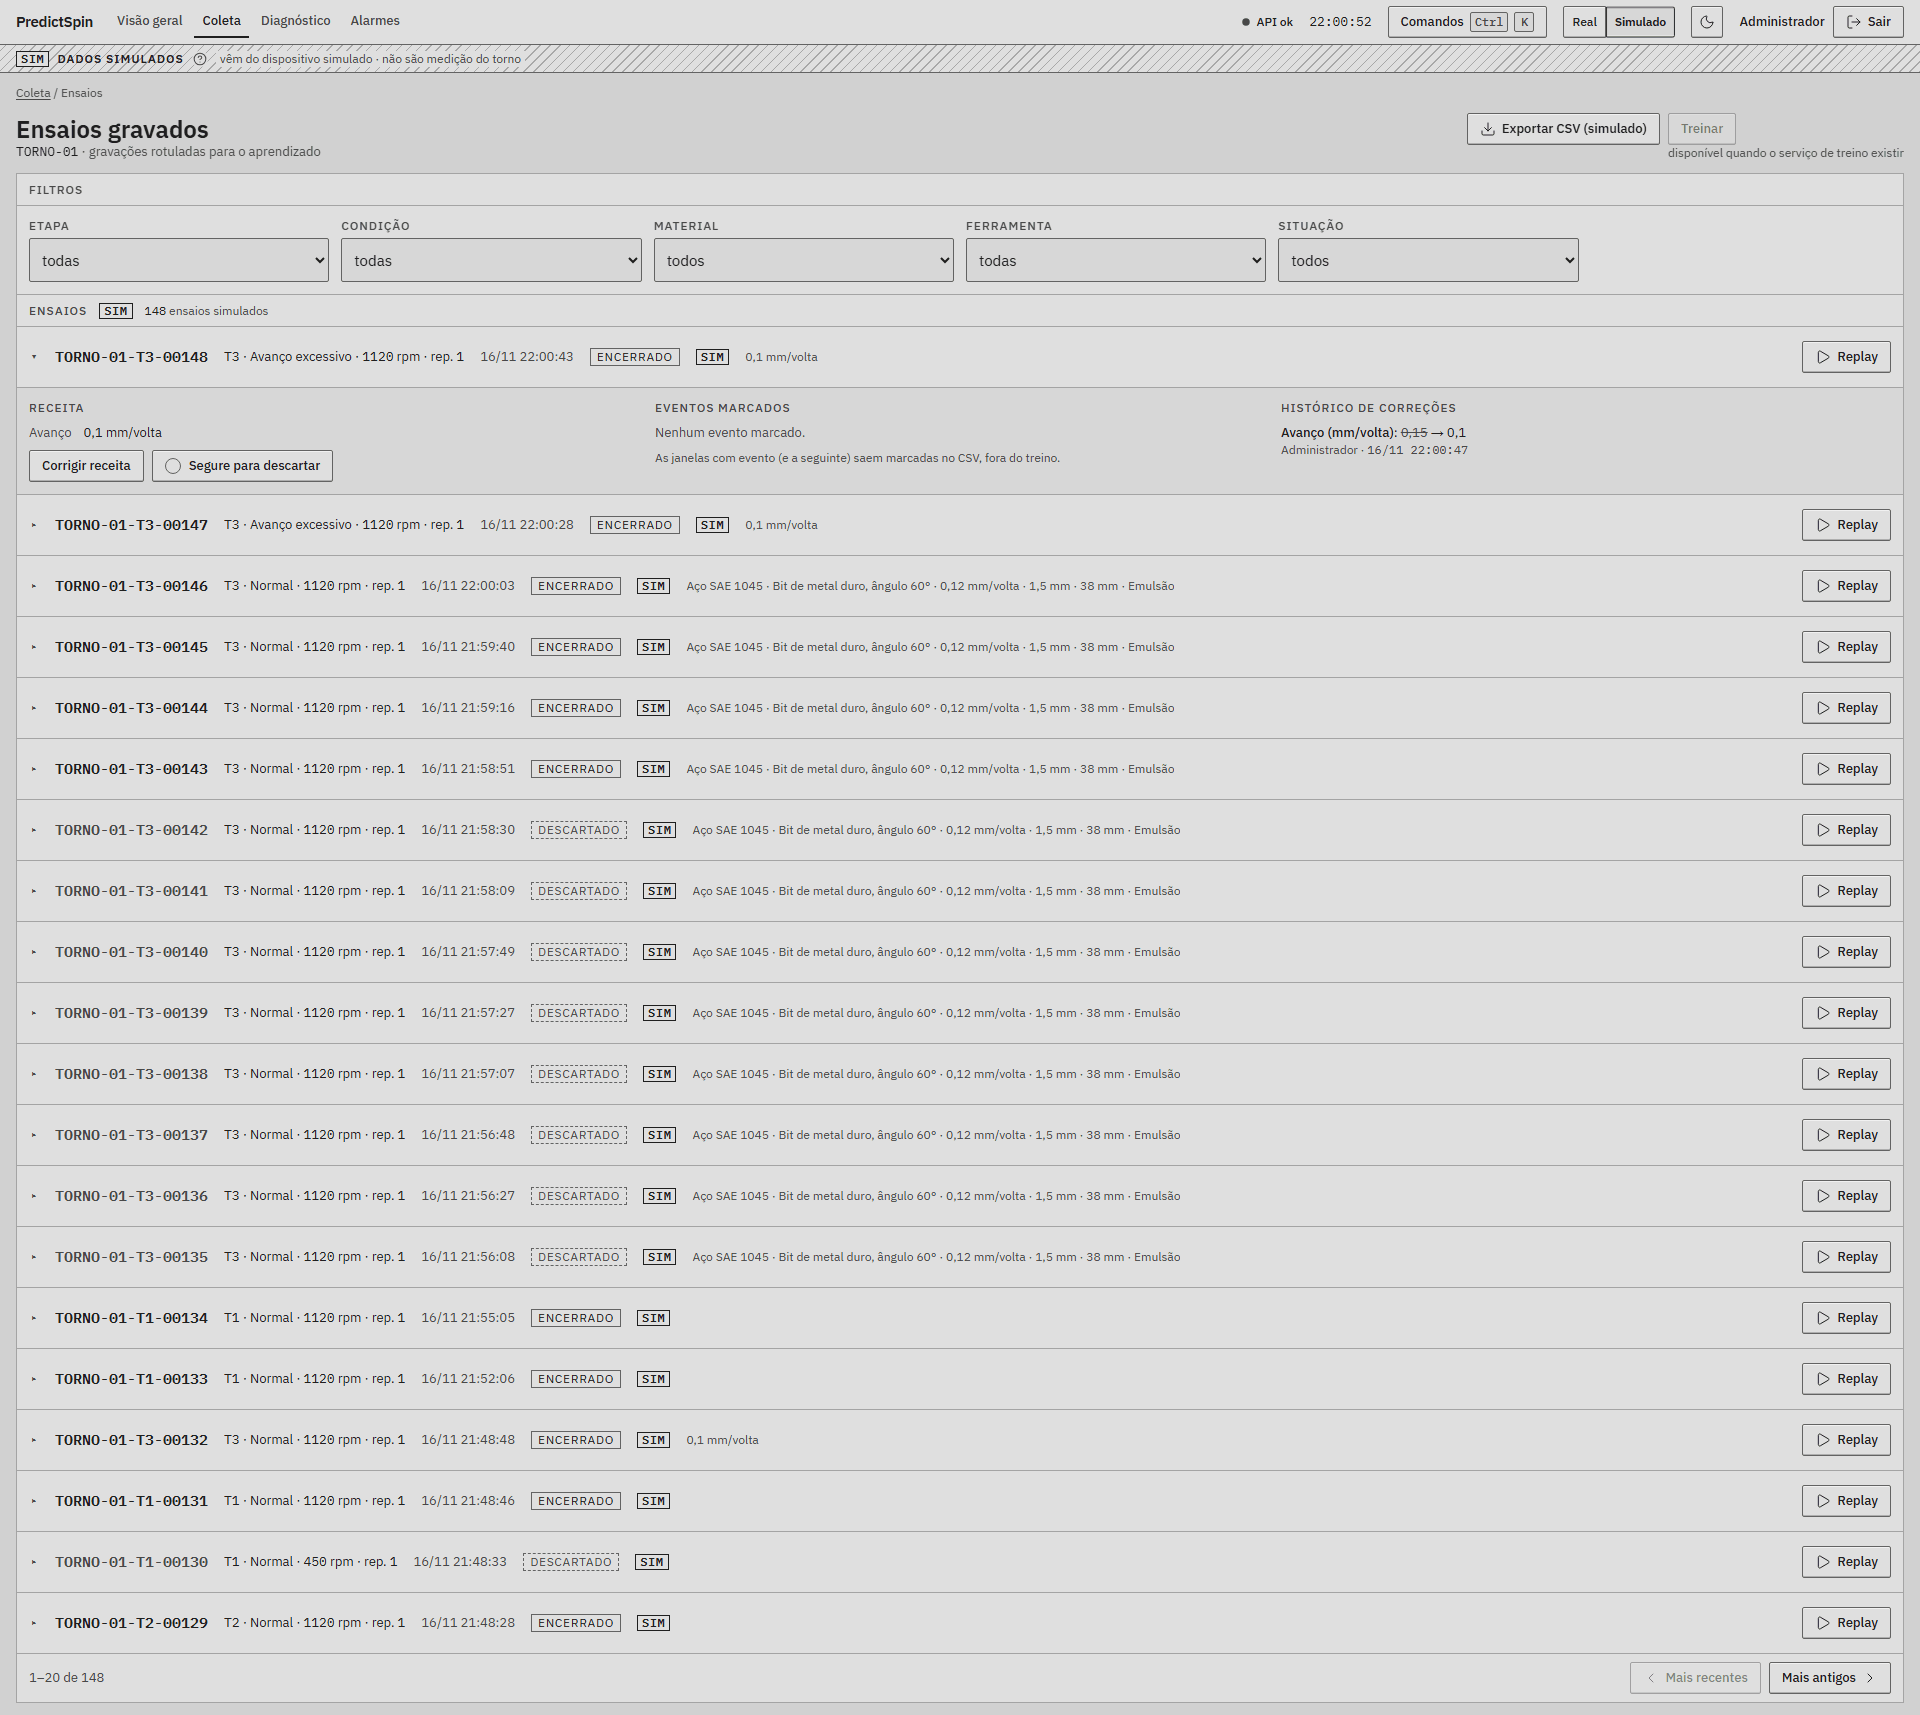 PredictSpin Visão geral Coleta Diagnóstico Alarmes API ok 22:00:52 Comandos Ctrl K Real Simulado Administrador Sair
SIM DADOS SIMULADOS ? vêm do dispositivo simulado · não são medição do torno
Coleta / Ensaios
Ensaios gravados
TORNO-01 · gravações rotuladas para o aprendizado
Exportar CSV (simulado) Treinar
disponível quando o serviço de treino existir
FILTROS
ETAPA CONDIÇÃO MATERIAL FERRAMENTA SITUAÇÃO
todas todas todos todas todos
ENSAIOS SIM 148 ensaios simulados
TORNO-01-T3-00148 T3 · Avanço excessivo · 1120 rpm · rep. 1 16/11 22:00:43 ENCERRADO SIM 0,1 mm/volta Replay
RECEITA
Avanço 0,1 mm/volta
Corrigir receita Segure para descartar
EVENTOS MARCADOS
Nenhum evento marcado.
As janelas com evento (e a seguinte) saem marcadas no CSV, fora do treino.
HISTÓRICO DE CORREÇÕES
Avanço (mm/volta): 0,15 → 0,1
Administrador · 16/11 22:00:47
TORNO-01-T3-00147 T3 · Avanço excessivo · 1120 rpm · rep. 1 16/11 22:00:28 ENCERRADO SIM 0,1 mm/volta Replay
TORNO-01-T3-00146 T3 · Normal · 1120 rpm · rep. 1 16/11 22:00:03 ENCERRADO SIM Aço SAE 1045 · Bit de metal duro, ângulo 60° · 0,12 mm/volta · 1,5 mm · 38 mm · Emulsão Replay
TORNO-01-T3-00145 T3 · Normal · 1120 rpm · rep. 1 16/11 21:59:40 ENCERRADO SIM Aço SAE 1045 · Bit de metal duro, ângulo 60° · 0,12 mm/volta · 1,5 mm · 38 mm · Emulsão Replay
TORNO-01-T3-00144 T3 · Normal · 1120 rpm · rep. 1 16/11 21:59:16 ENCERRADO SIM Aço SAE 1045 · Bit de metal duro, ângulo 60° · 0,12 mm/volta · 1,5 mm · 38 mm · Emulsão Replay
TORNO-01-T3-00143 T3 · Normal · 1120 rpm · rep. 1 16/11 21:58:51 ENCERRADO SIM Aço SAE 1045 · Bit de metal duro, ângulo 60° · 0,12 mm/volta · 1,5 mm · 38 mm · Emulsão Replay
TORNO-01-T3-00142 T3 · Normal · 1120 rpm · rep. 1 16/11 21:58:30 DESCARTADO SIM Aço SAE 1045 · Bit de metal duro, ângulo 60° · 0,12 mm/volta · 1,5 mm · 38 mm · Emulsão Replay
TORNO-01-T3-00141 T3 · Normal · 1120 rpm · rep. 1 16/11 21:58:09 DESCARTADO SIM Aço SAE 1045 · Bit de metal duro, ângulo 60° · 0,12 mm/volta · 1,5 mm · 38 mm · Emulsão Replay
TORNO-01-T3-00140 T3 · Normal · 1120 rpm · rep. 1 16/11 21:57:49 DESCARTADO SIM Aço SAE 1045 · Bit de metal duro, ângulo 60° · 0,12 mm/volta · 1,5 mm · 38 mm · Emulsão Replay
TORNO-01-T3-00139 T3 · Normal · 1120 rpm · rep. 1 16/11 21:57:27 DESCARTADO SIM Aço SAE 1045 · Bit de metal duro, ângulo 60° · 0,12 mm/volta · 1,5 mm · 38 mm · Emulsão Replay
TORNO-01-T3-00138 T3 · Normal · 1120 rpm · rep. 1 16/11 21:57:07 DESCARTADO SIM Aço SAE 1045 · Bit de metal duro, ângulo 60° · 0,12 mm/volta · 1,5 mm · 38 mm · Emulsão Replay
TORNO-01-T3-00137 T3 · Normal · 1120 rpm · rep. 1 16/11 21:56:48 DESCARTADO SIM Aço SAE 1045 · Bit de metal duro, ângulo 60° · 0,12 mm/volta · 1,5 mm · 38 mm · Emulsão Replay
TORNO-01-T3-00136 T3 · Normal · 1120 rpm · rep. 1 16/11 21:56:27 DESCARTADO SIM Aço SAE 1045 · Bit de metal duro, ângulo 60° · 0,12 mm/volta · 1,5 mm · 38 mm · Emulsão Replay
TORNO-01-T3-00135 T3 · Normal · 1120 rpm · rep. 1 16/11 21:56:08 DESCARTADO SIM Aço SAE 1045 · Bit de metal duro, ângulo 60° · 0,12 mm/volta · 1,5 mm · 38 mm · Emulsão Replay
TORNO-01-T1-00134 T1 · Normal · 1120 rpm · rep. 1 16/11 21:55:05 ENCERRADO SIM Replay
TORNO-01-T1-00133 T1 · Normal · 1120 rpm · rep. 1 16/11 21:52:06 ENCERRADO SIM Replay
TORNO-01-T3-00132 T3 · Normal · 1120 rpm · rep. 1 16/11 21:48:48 ENCERRADO SIM 0,1 mm/volta Replay
TORNO-01-T1-00131 T1 · Normal · 1120 rpm · rep. 1 16/11 21:48:46 ENCERRADO SIM Replay
TORNO-01-T1-00130 T1 · Normal · 450 rpm · rep. 1 16/11 21:48:33 DESCARTADO SIM Replay
TORNO-01-T2-00129 T2 · Normal · 1120 rpm · rep. 1 16/11 21:48:28 ENCERRADO SIM Replay
1–20 de 148 Mais recentes Mais antigos